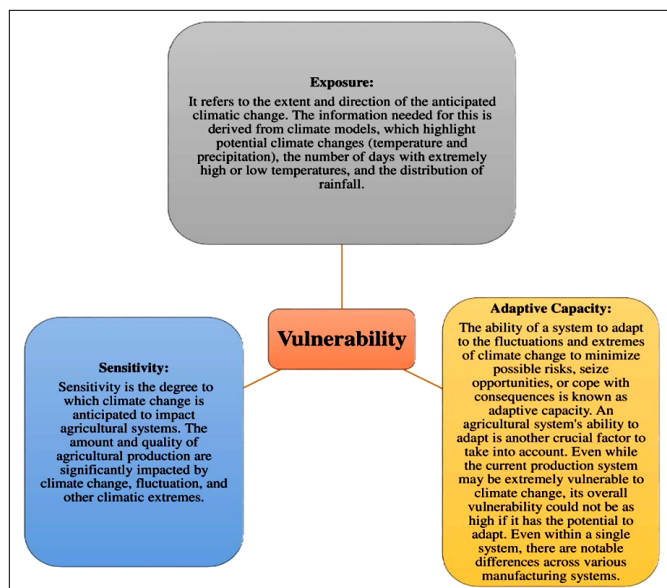 Exposure:
It refers to the extent and direction of the anticipated
climatic change. The information needed for this is
derived from climate models, which highlight
potential climate changes (temperature and
precipitation), the number of days with extremely
high or low temperatures, and the distribution of
rainfall.
Vulnerability
Sensitivity:
Sensitivity is the degree to
which climate change is
anticipated to impact
agricultural systems. The
amount and quality of
agricultural production are
significantly impacted by
climate change, fluctuation, and
other climatic extremes.
Adaptive Capacity:
The ability of a system to adapt
to the fluctuations and extremes
of climate change to minimize
possible risks, seize
opportunities, or cope with
consequences is known as
adaptive capacity. An
agricultural system's ability to
adapt is another crucial factor to
take into account. Even while
the current production system
may be extremely vulnerable to
climate change, its overall
vulnerability could not be as
high if it has the potential to
adapt. Even within a single
system, there are notable
differences across various
manufacturing systems.